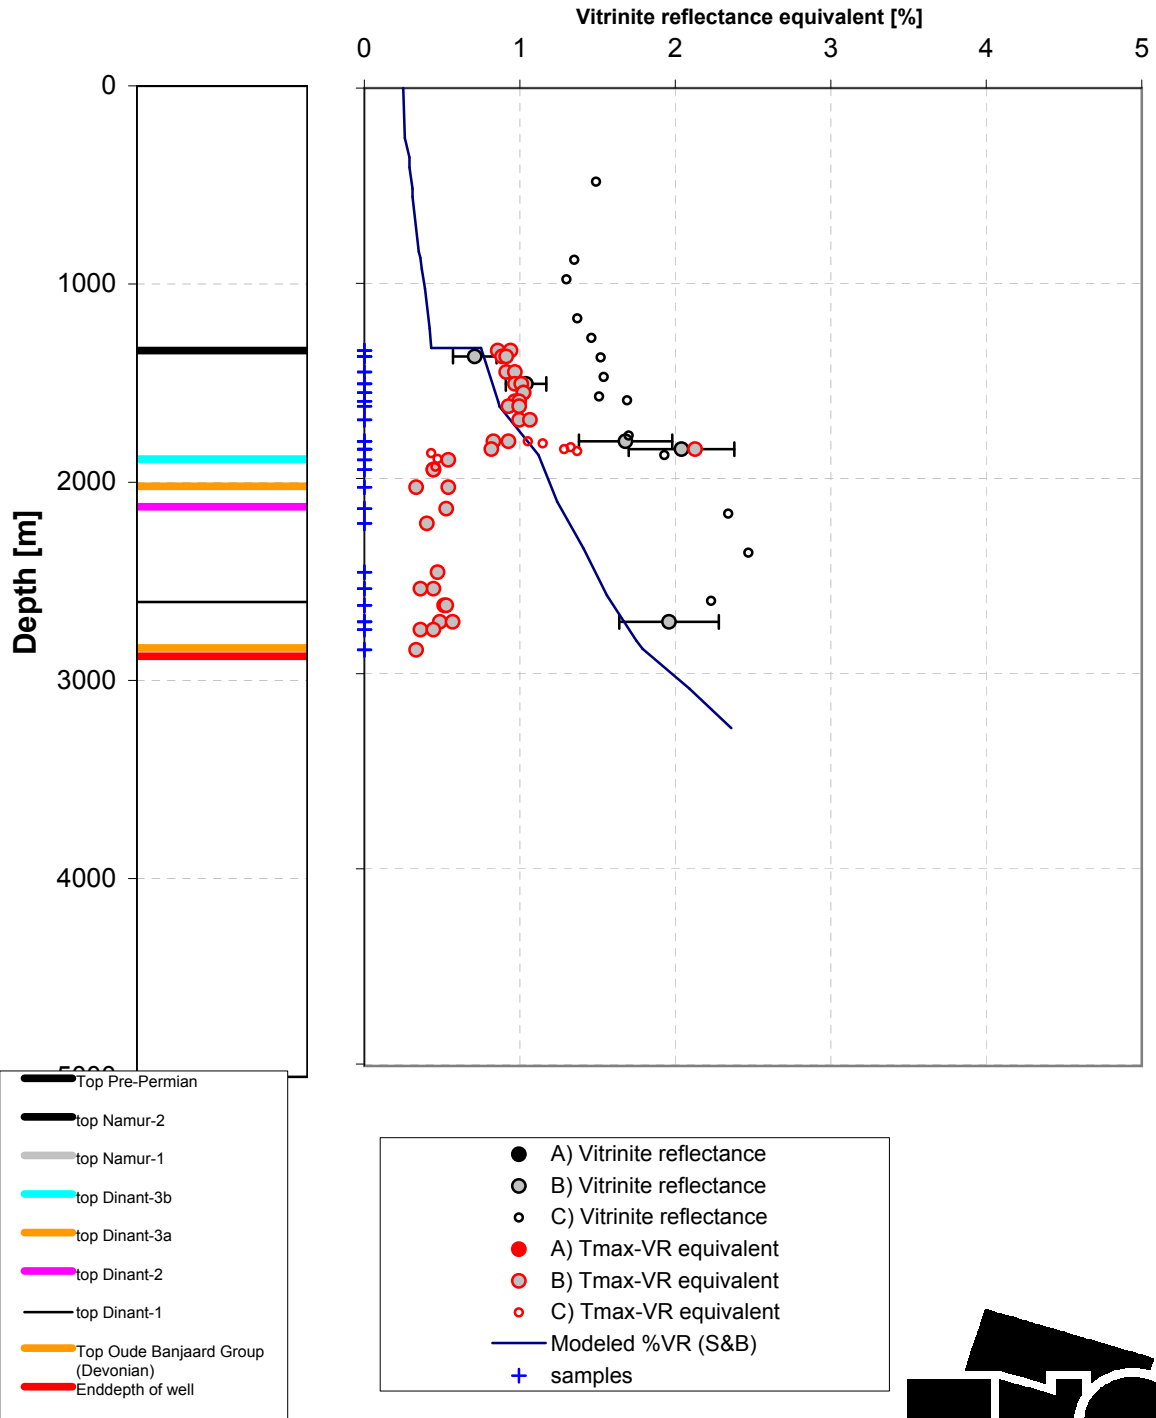 Vitrinite reflectance equivalent [%]
0 1 2 3 4 5
0
1000
2000
3000
4000
5000
Depth [m]
Top Pre-Permian
top Namur-2
top Namur-1
top Dinant-3b
top Dinant-3a
top Dinant-2
top Dinant-1
Top Oude Banjaard Group
(Devonian)
Enddepth of well
A) Vitrinite reflectance
B) Vitrinite reflectance
C) Vitrinite reflectance
A) Tmax-VR equivalent
B) Tmax-VR equivalent
C) Tmax-VR equivalent
Modeled %VR (S&B)
samples